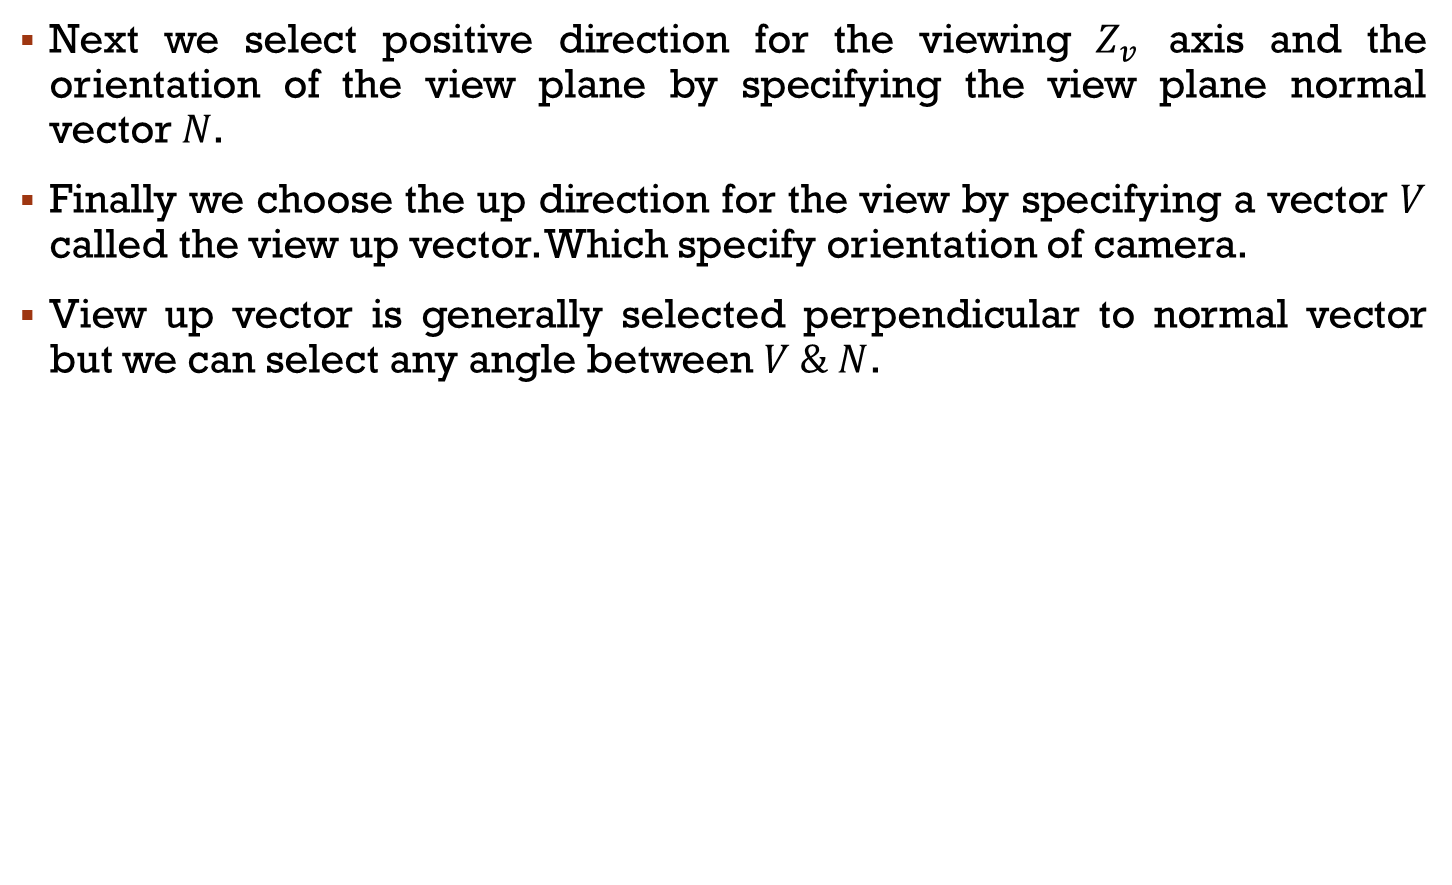 ▪ Next we select positive direction for the viewing Zᵥ axis and the
orientation of the view plane by specifying the view plane normal
vector N.
▪ Finally we choose the up direction for the view by specifying a vector V
called the view up vector. Which specify orientation of camera.
▪ View up vector is generally selected perpendicular to normal vector
but we can select any angle between V & N.